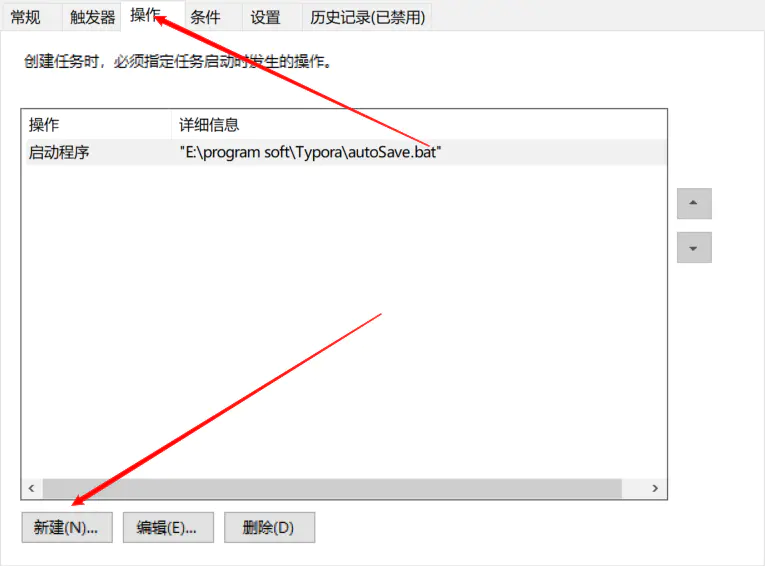 常规 触发器 操作 条件 设置 历史记录(已禁用)
创建任务时，必须指定任务启动时发生的操作。
操作 详细信息
启动程序 "E:\program soft\Typora\autoSave.bat"
新建(N)... 编辑(E)... 删除(D)